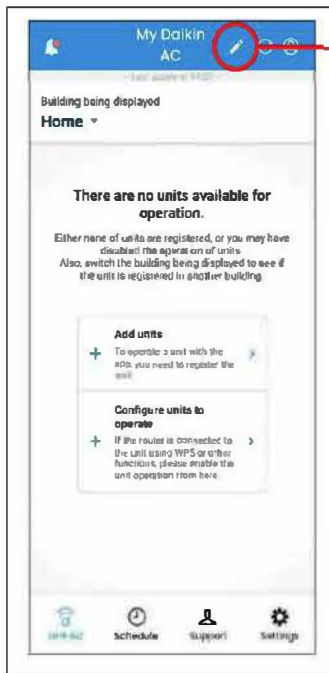 My Daikin
AC
Building being displayed
Home
There are no units available for
operation.
Either none of units are registered, or you may have
disabled the operation of units
Also, switch the building being displayed to see if
the unit is registered in another building
Add units
To operate a unit with the
app, you need to register the
unit
Configure units to
operate
If the router is connected to
the unit using WPS or other
functions, please enable the
unit operation from here
Schedule
Support
Settings